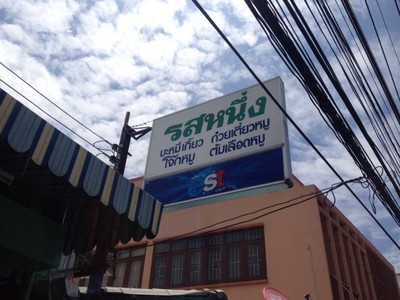 รสหนึ่ง
บะหมี่เกี๊ยว ก๋วยเตี๋ยวหมู
โจ๊กหมู ต้มเลือดหมู
est